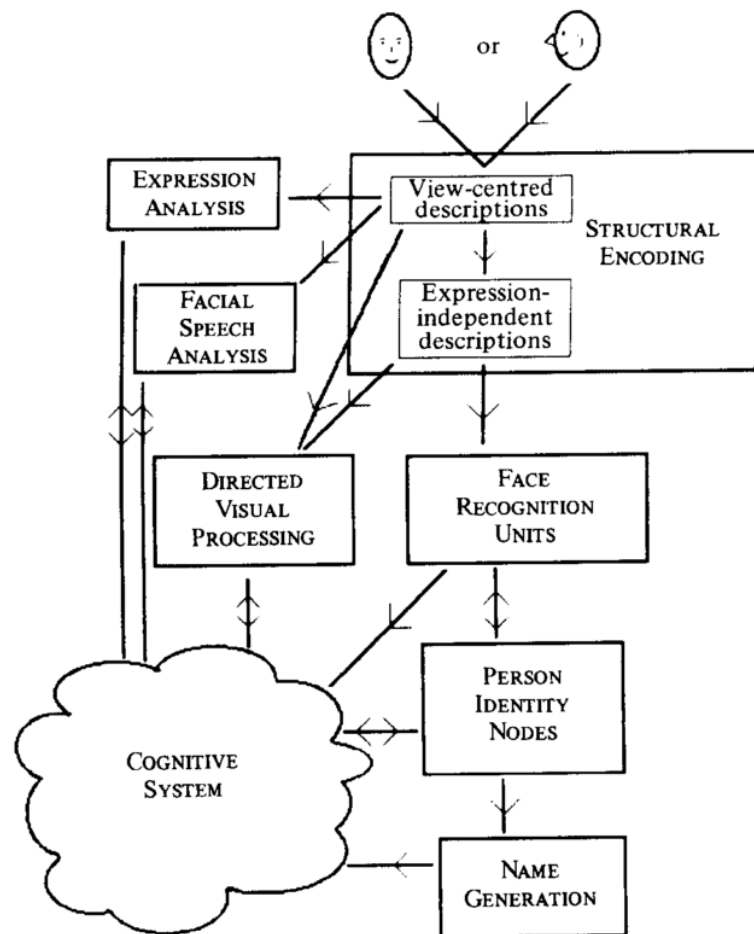 or
View-centred
descriptions
EXPRESSION
ANALYSIS
STRUCTURAL
ENCODING
Expression-
independent
descriptions
FACIAL
SPEECH
ANALYSIS
DIRECTED
VISUAL
PROCESSING
FACE
RECOGNITION
UNITS
PERSON
IDENTITY
NODES
COGNITIVE
SYSTEM
NAME
GENERATION